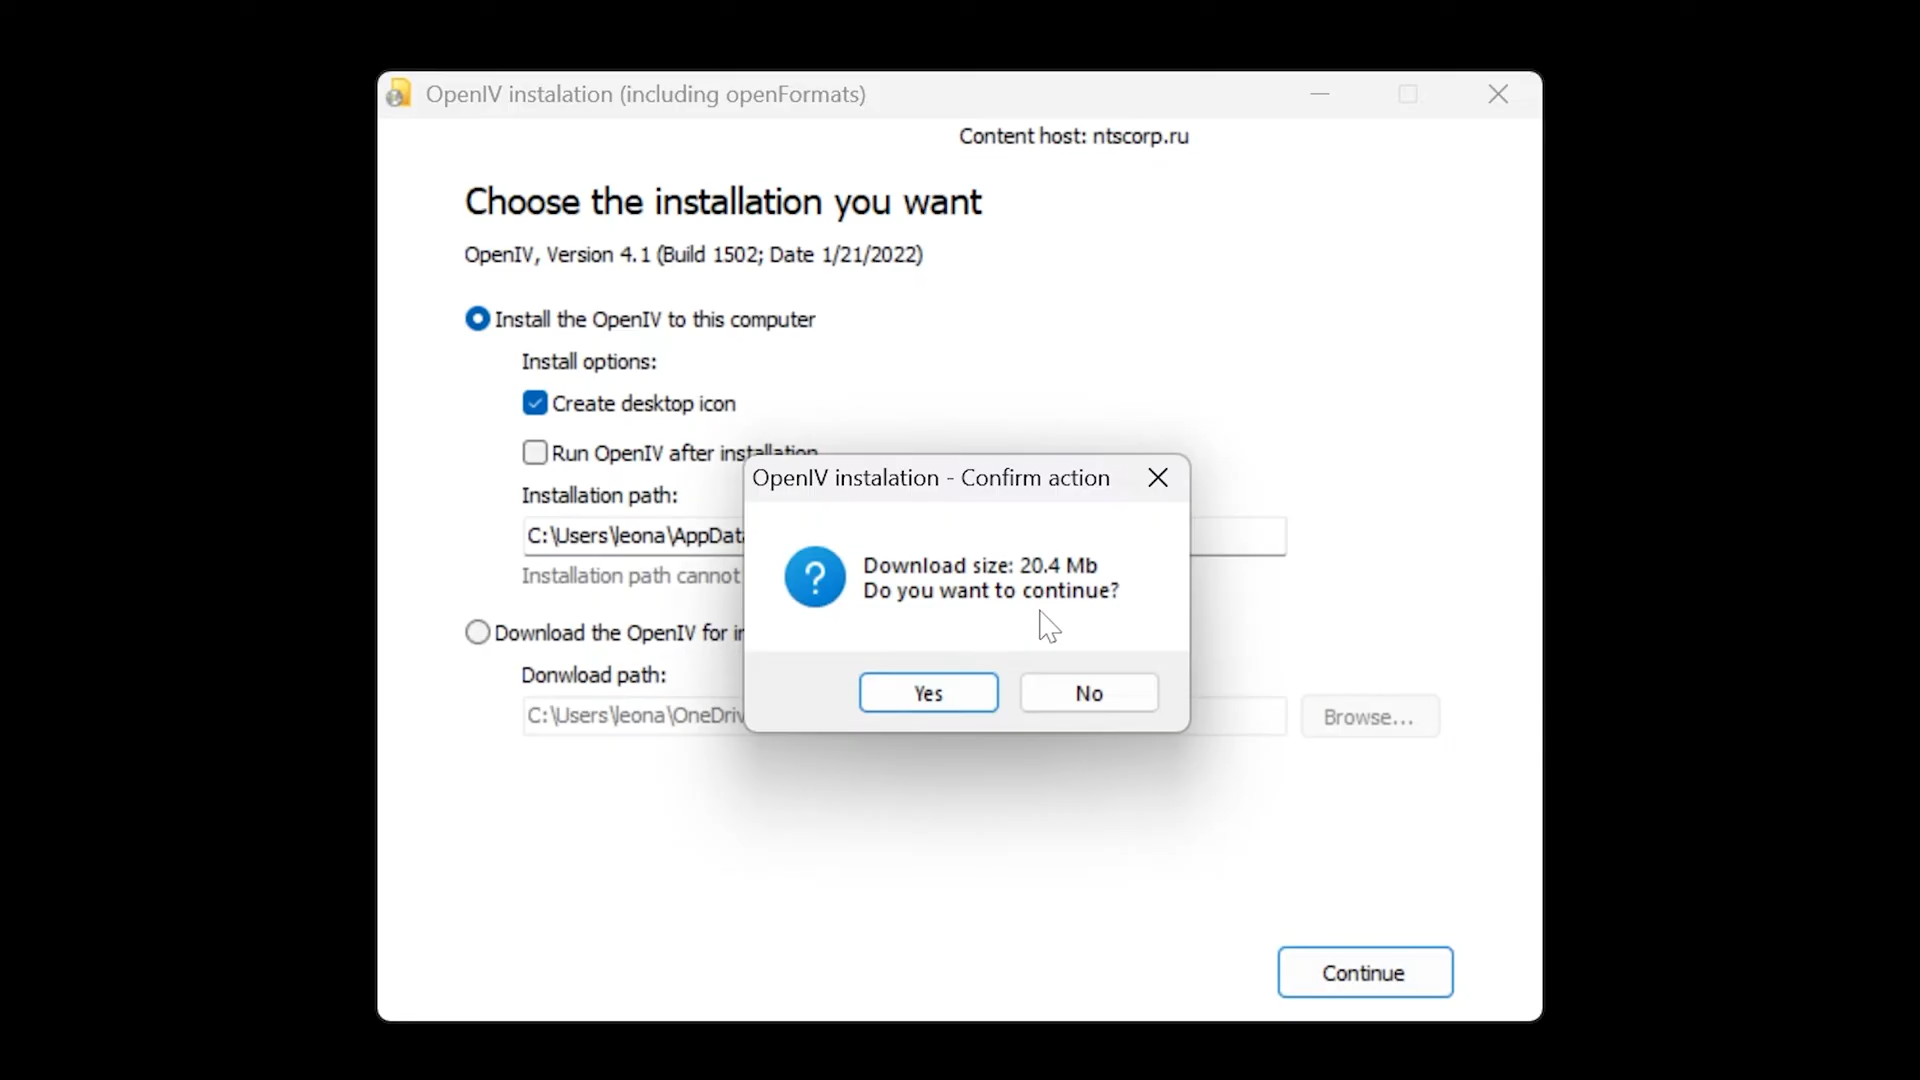 OpenIV instalation (including openFormats)
Content host: ntscorp.ru
Choose the installation you want
OpenIV, Version 4.1 (Build 1502; Date 1/21/2022)
Install the OpenIV to this computer
Install options:
Create desktop icon
Run OpenIV after installation
Installation path:
C:\Users\leona\AppData
Installation path cannot
Download the OpenIV for
Donwload path:
C:\Users\leona\OneDriv
Browse...
OpenIV instalation - Confirm action
Download size: 20.4 Mb
Do you want to continue?
Yes
No
Continue